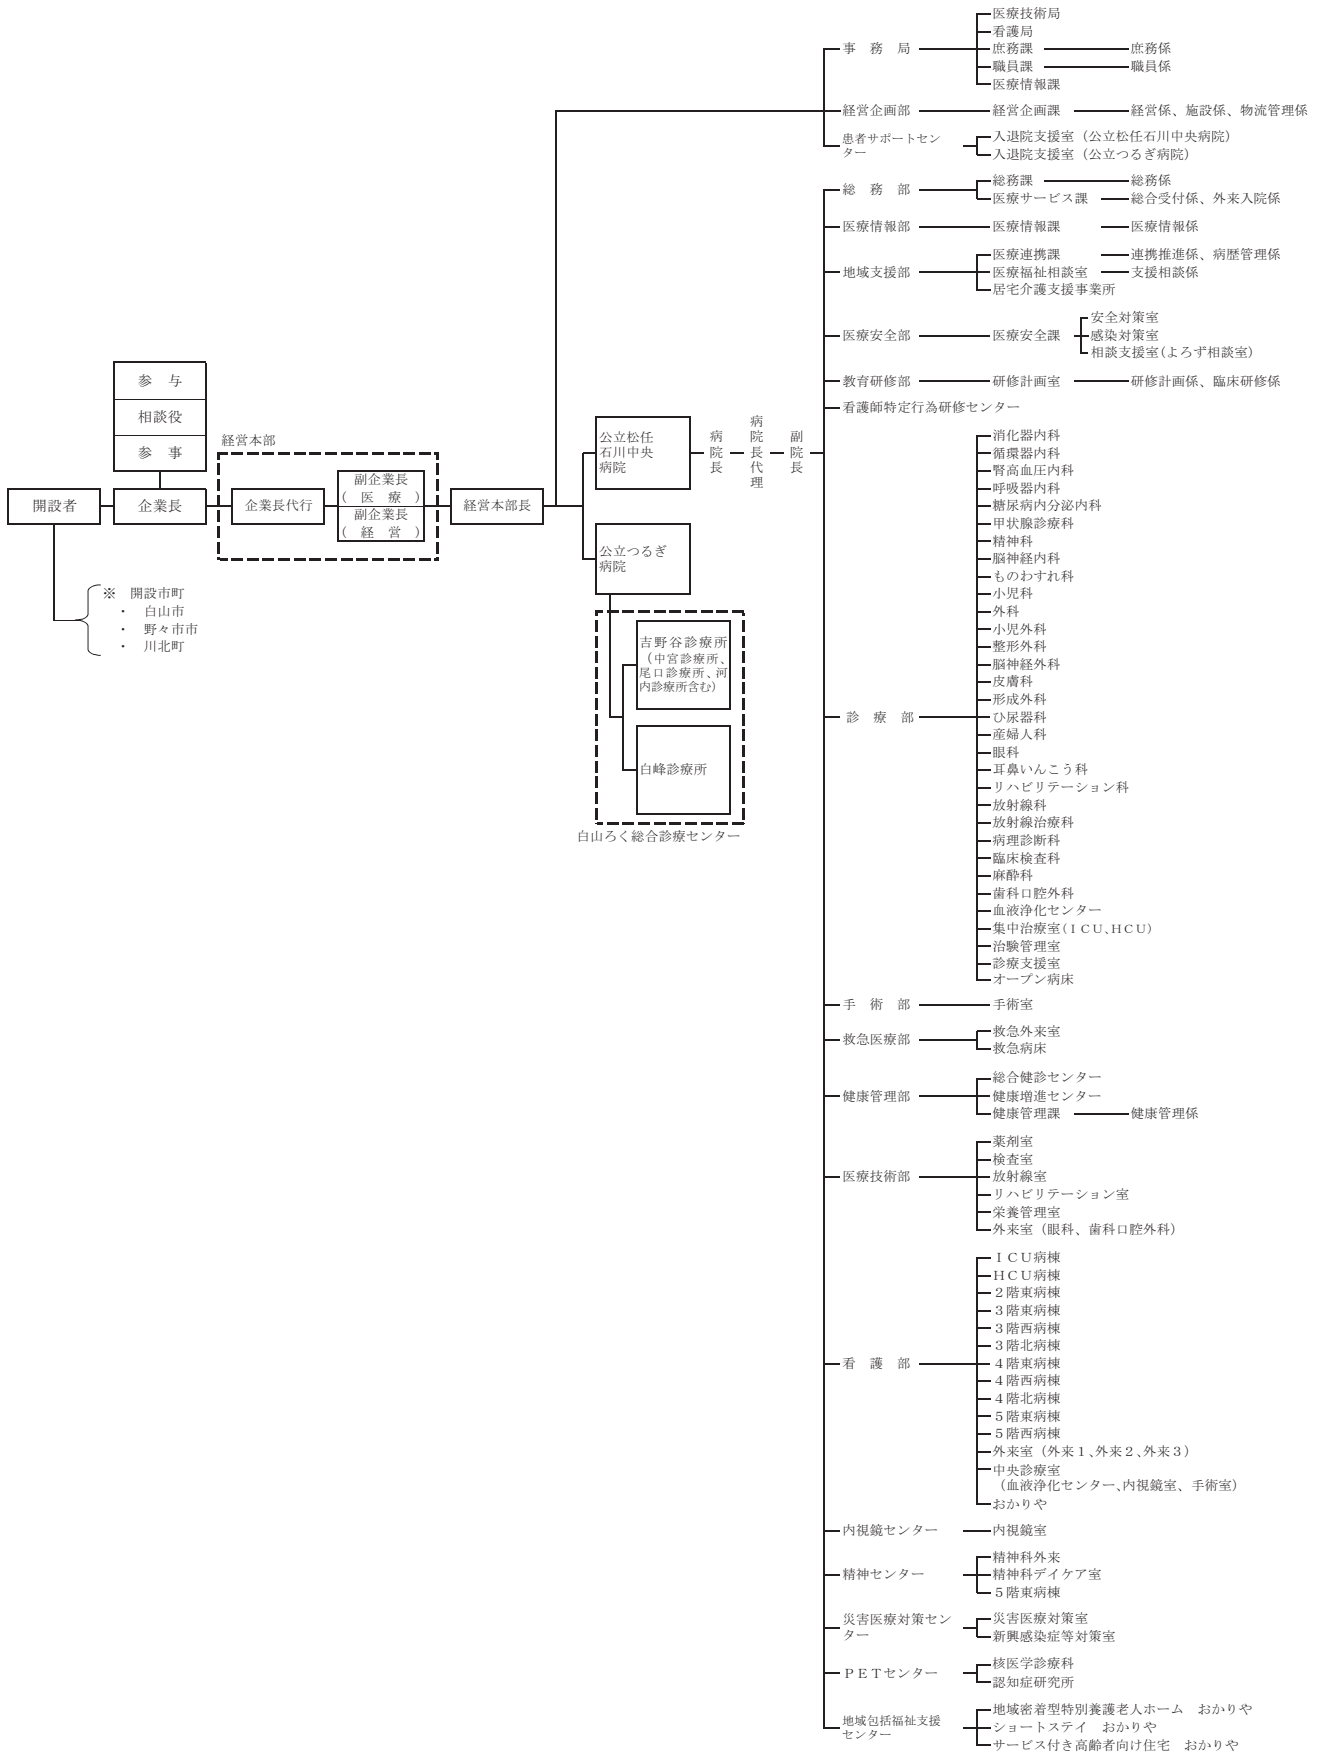 参　与
相談役
参　事
開設者
企業長
※　開設市町
・　白山市
・　野々市市
・　川北町
経営本部
企業長代行
副企業長
(　医　療　)
副企業長
(　経　営　)
経営本部長
公立松任
石川中央
病院
公立つるぎ
病院
吉野谷診療所
（中宮診療所、
尾口診療所、河
内診療所含む）
白峰診療所
白山ろく総合診療センター
病院長
病院長代理
副院長
事　務　局
医療技術局
看護局
庶務課
庶務係
職員課
職員係
医療情報課
経営企画部
経営企画課
経営係、施設係、物流管理係
患者サポートセン
ター
入退院支援室（公立松任石川中央病院）
入退院支援室（公立つるぎ病院）
総　務　部
総務課
総務係
医療サービス課
総合受付係、外来入院係
医療情報部
医療情報課
医療情報係
地域支援部
医療連携課
連携推進係、病歴管理係
医療福祉相談室
支援相談係
居宅介護支援事業所
医療安全部
医療安全課
安全対策室
感染対策室
相談支援室（よろず相談室）
教育研修部
研修計画室
研修計画係、臨床研修係
看護師特定行為研修センター
診　療　部
消化器内科
循環器内科
腎高血圧内科
呼吸器内科
糖尿病内分泌内科
甲状腺診療科
精神科
脳神経内科
ものわすれ科
小児科
外科
小児外科
整形外科
脳神経外科
皮膚科
形成外科
ひ尿器科
産婦人科
眼科
耳鼻いんこう科
リハビリテーション科
放射線科
放射線治療科
病理診断科
臨床検査科
麻酔科
歯科口腔外科
血液浄化センター
集中治療室（ＩＣＵ、ＨＣＵ）
治験管理室
診療支援室
オープン病床
手　術　部
手術室
救急医療部
救急外来室
救急病床
健康管理部
総合健診センター
健康増進センター
健康管理課
健康管理係
医療技術部
薬剤室
検査室
放射線室
リハビリテーション室
栄養管理室
外来室（眼科、歯科口腔外科）
看　護　部
ＩＣＵ病棟
ＨＣＵ病棟
２階東病棟
３階東病棟
３階西病棟
３階北病棟
４階東病棟
４階西病棟
４階北病棟
５階東病棟
５階西病棟
外来室（外来１、外来２、外来３）
中央診療室
（血液浄化センター、内視鏡室、手術室）
おかりや
内視鏡センター
内視鏡室
精神センター
精神科外来
精神科デイケア室
５階東病棟
災害医療対策セン
ター
災害医療対策室
新興感染症等対策室
ＰＥＴセンター
核医学診療科
認知症研究所
地域包括福祉支援
センター
地域密着型特別養護老人ホーム　おかりや
ショートステイ　おかりや
サービス付き高齢者向け住宅　おかりや